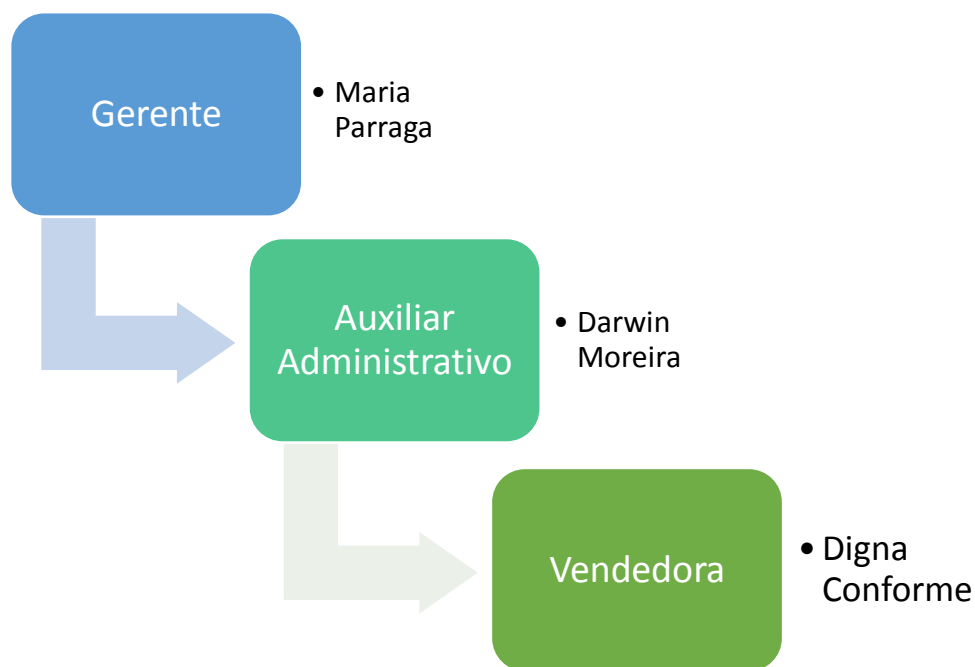 Gerente
• Maria
Parraga
Auxiliar
Administrativo
• Darwin
Moreira
Vendedora
• Digna
Conforme